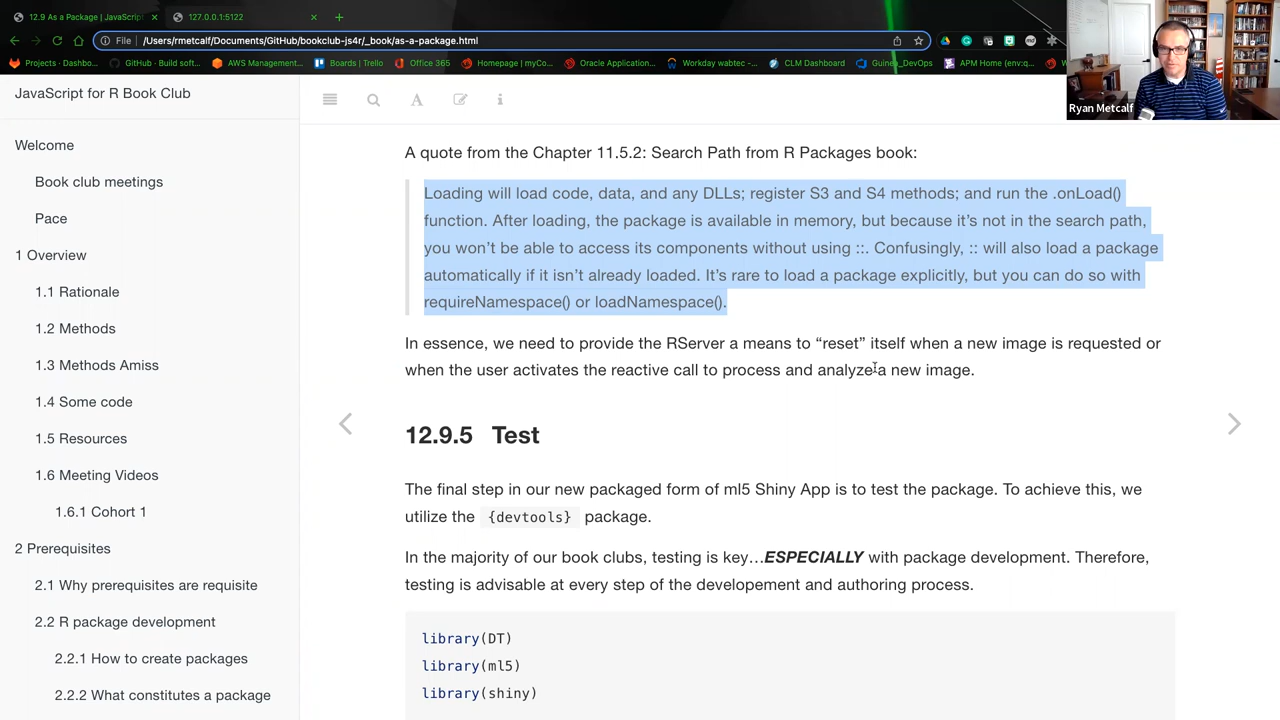 12.9 As a Package | JavaScript
127.0.0.1:5122
File /Users/rmetcalf/Documents/GitHub/bookclub-js4r/_book/as-a-package.html
Projects - Dashbo...
GitHub - Build soft...
AWS Management...
Boards | Trello
Office 365
Homepage | myCo...
Oracle Application...
Workday wabtec -...
CLM Dashboard
Guinea_DevOps
APM Home (env:q...
Ryan Metcalf
JavaScript for R Book Club
Welcome
Book club meetings
Pace
1 Overview
1.1 Rationale
1.2 Methods
1.3 Methods Amiss
1.4 Some code
1.5 Resources
1.6 Meeting Videos
1.6.1 Cohort 1
2 Prerequisites
2.1 Why prerequisites are requisite
2.2 R package development
2.2.1 How to create packages
2.2.2 What constitutes a package
A quote from the Chapter 11.5.2: Search Path from R Packages book:
Loading will load code, data, and any DLLs; register S3 and S4 methods; and run the .onLoad()
function. After loading, the package is available in memory, but because it’s not in the search path,
you won’t be able to access its components without using ::. Confusingly, :: will also load a package
automatically if it isn’t already loaded. It’s rare to load a package explicitly, but you can do so with
requireNamespace() or loadNamespace().
In essence, we need to provide the RServer a means to “reset” itself when a new image is requested or
when the user activates the reactive call to process and analyze a new image.
12.9.5 Test
The final step in our new packaged form of ml5 Shiny App is to test the package. To achieve this, we
utilize the {devtools} package.
In the majority of our book clubs, testing is key…ESPECIALLY with package development. Therefore,
testing is advisable at every step of the developement and authoring process.
library(DT)
library(ml5)
library(shiny)